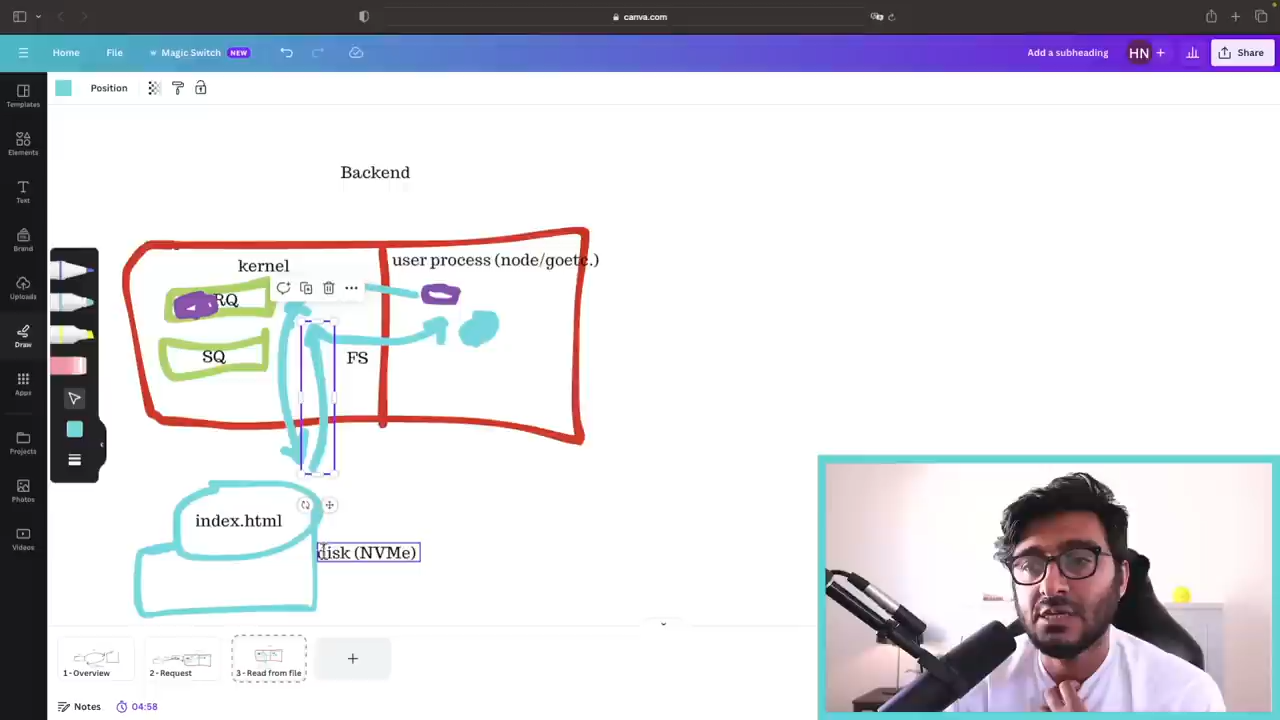 canva.com
Home
File
Magic Switch
NEW
Add a subheading
HN
Share
Position
Templates
Elements
Text
Brand
Uploads
Draw
Apps
Projects
Photos
Videos
Backend
kernel
user process (node/goetc.)
RQ
SQ
FS
index.html
disk (NVMe)
1 - Overview
2 - Request
3 - Read from file
Notes
04:58